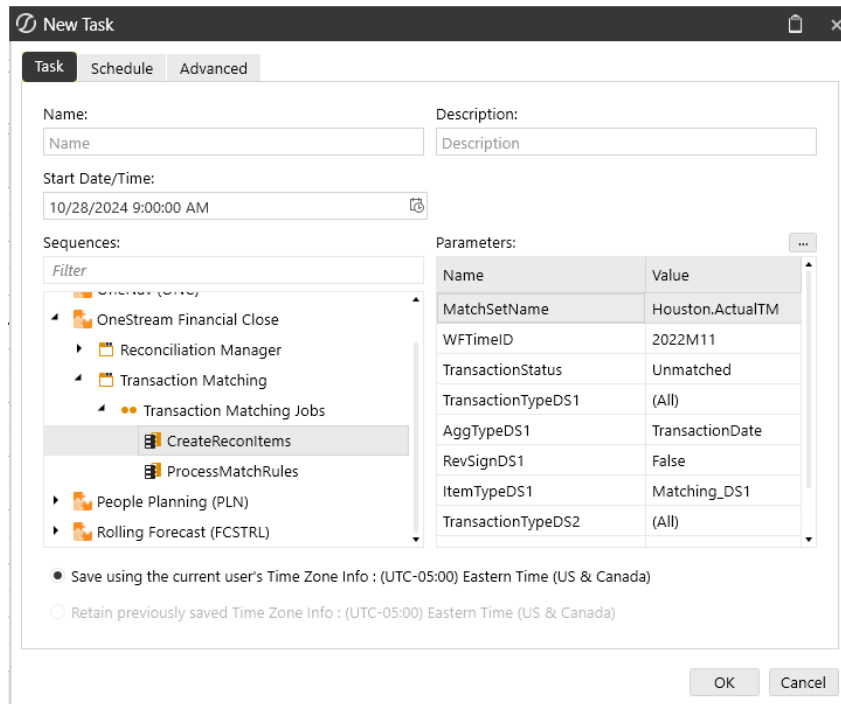 New Task
Task Schedule Advanced
Name: Description:
Name Description
Start Date/Time:
10/28/2024 9:00:00 AM
Sequences: Parameters: ...
Filter
Name Value
OneStream Financial Close
Reconciliation Manager
Transaction Matching
Transaction Matching Jobs
CreateReconItems
ProcessMatchRules
People Planning (PLN)
Rolling Forecast (FCSTRL)
MatchSetName Houston.ActualTM
WFTimeID 2022M11
TransactionStatus Unmatched
TransactionTypeDS1 (All)
AggTypeDS1 TransactionDate
RevSignDS1 False
ItemTypeDS1 Matching_DS1
TransactionTypeDS2 (All)
Save using the current user's Time Zone Info : (UTC-05:00) Eastern Time (US & Canada)
Retain previously saved Time Zone Info : (UTC-05:00) Eastern Time (US & Canada)
OK Cancel